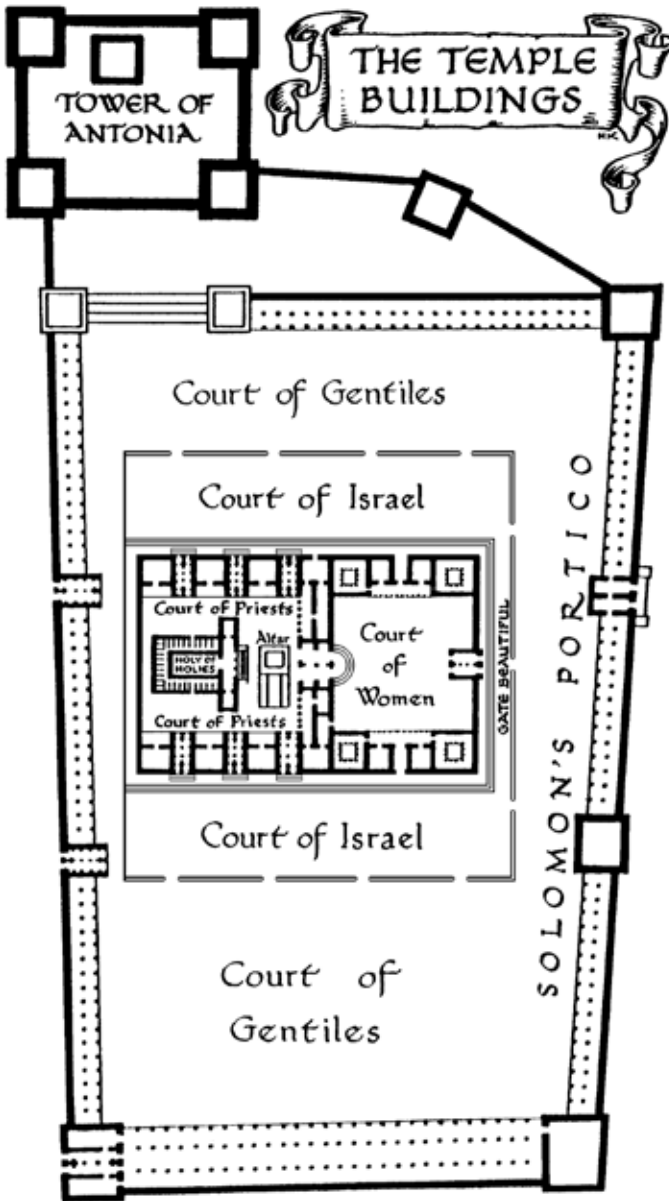 THE TEMPLE
BUILDINGS
HK
TOWER OF
ANTONIA
Court of Gentiles
Court of Israel
Court of Priests
Altar
HOLY OF
HOLIES
Court of Priests
Court
of
Women
GATE BEAUTIFUL
SOLOMON'S PORTICO
Court of Israel
Court of
Gentiles